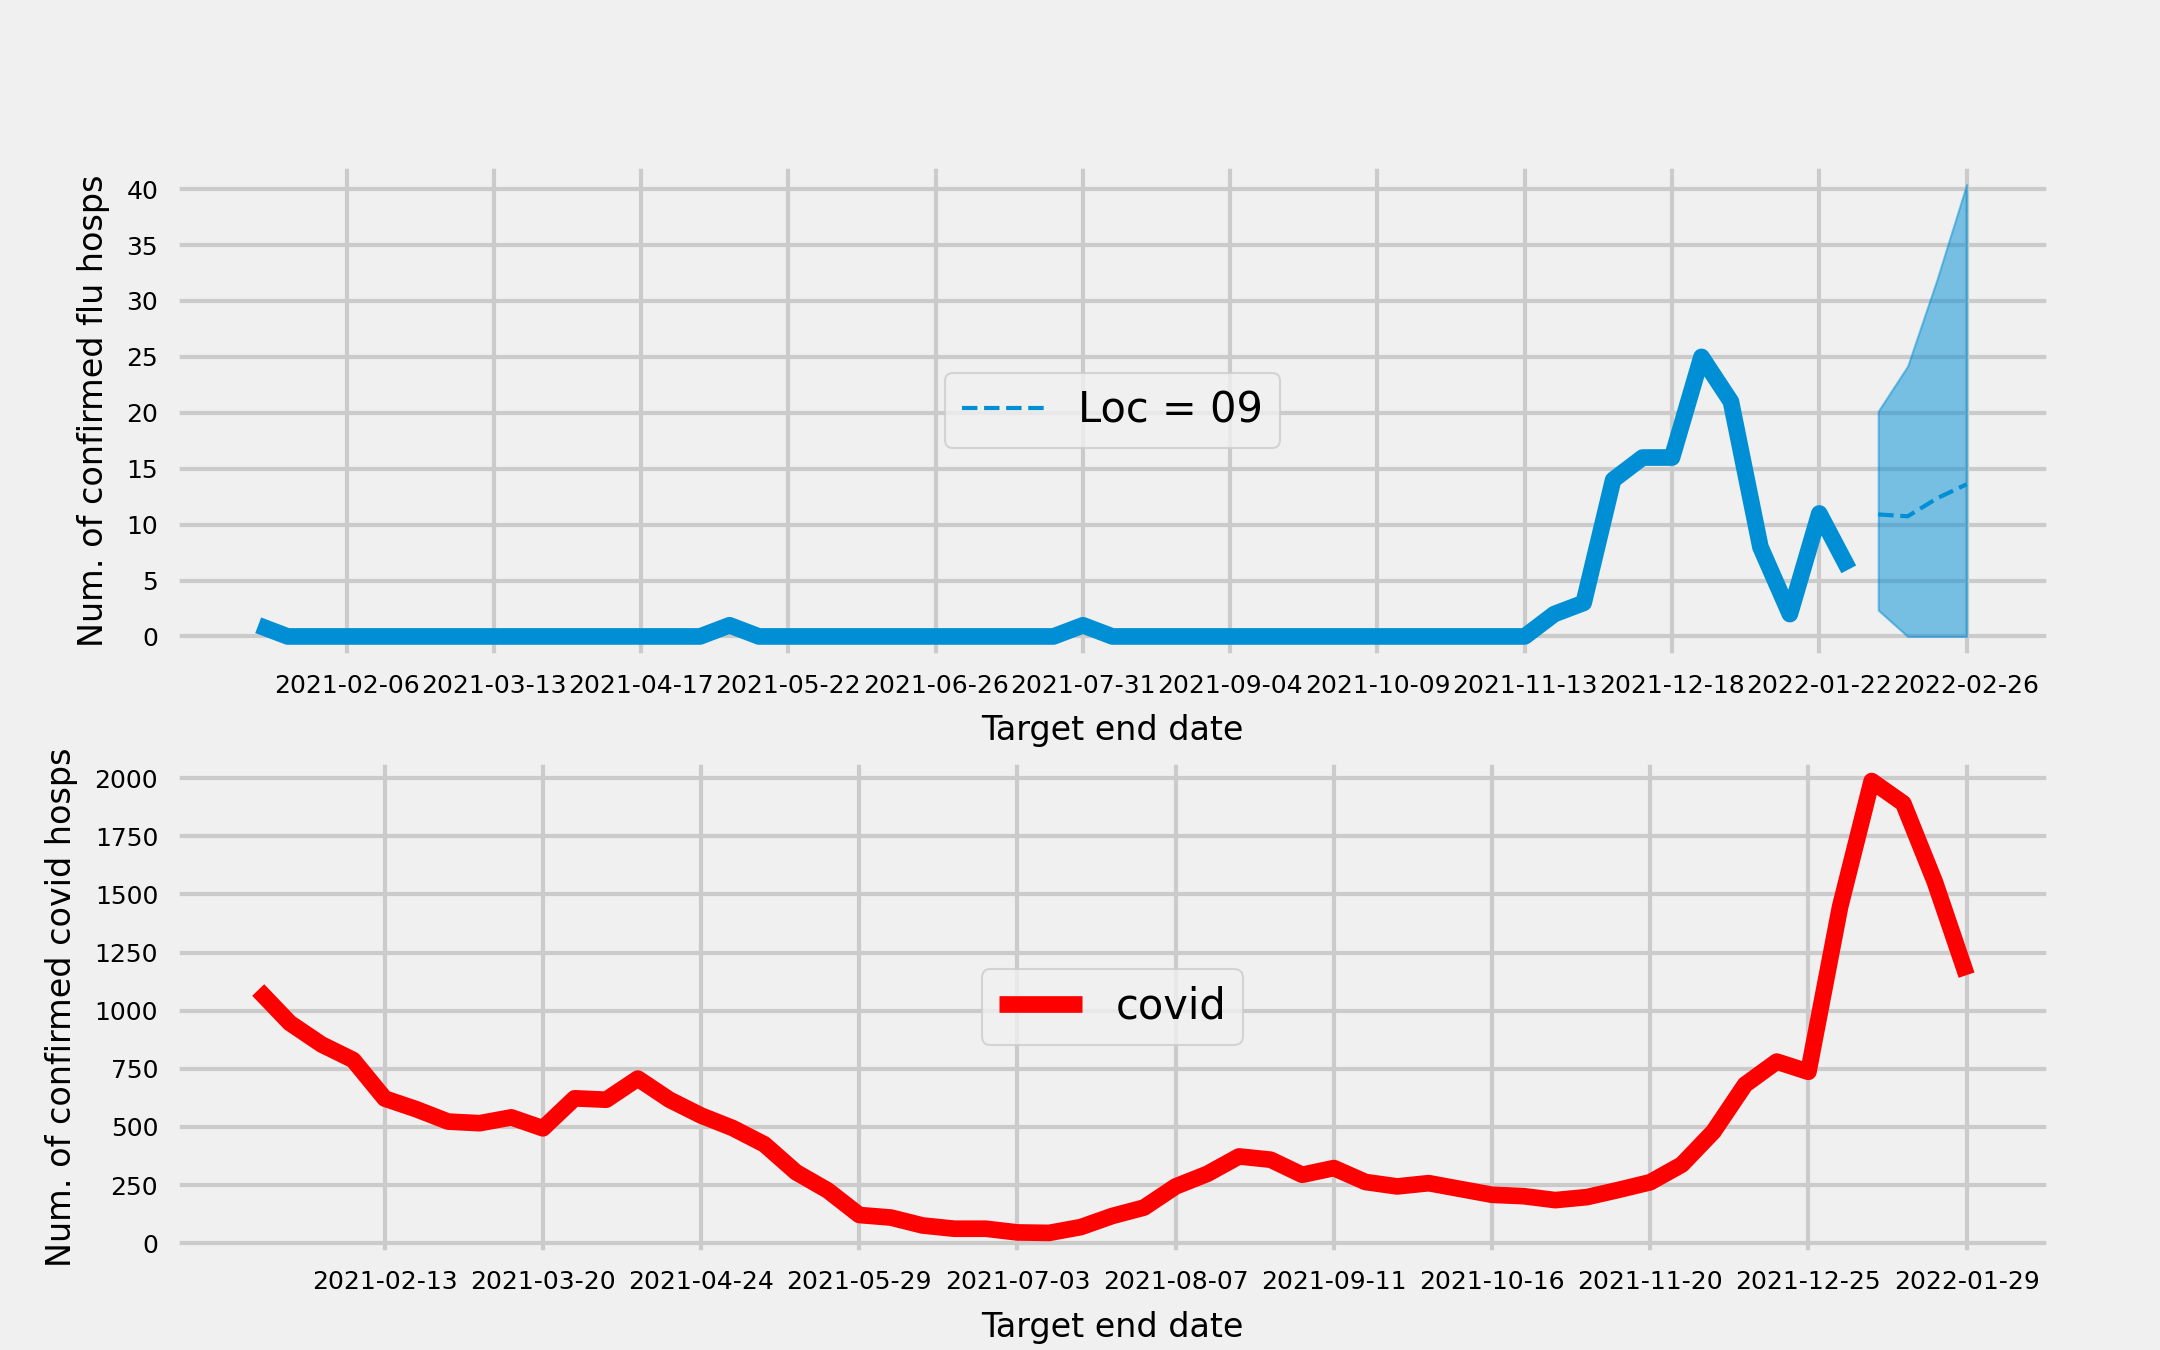 Num. of confirmed flu hosps
40
35
30
25
20
15
10
5
0
Loc = 09
2021-02-06 2021-03-13 2021-04-17 2021-05-22 2021-06-26 2021-07-31 2021-09-04 2021-10-09 2021-11-13 2021-12-18 2022-01-22 2022-02-26
Target end date
Num. of confirmed covid hosps
2000
1750
1500
1250
1000
750
500
250
0
covid
2021-02-13 2021-03-20 2021-04-24 2021-05-29 2021-07-03 2021-08-07 2021-09-11 2021-10-16 2021-11-20 2021-12-25 2022-01-29
Target end date